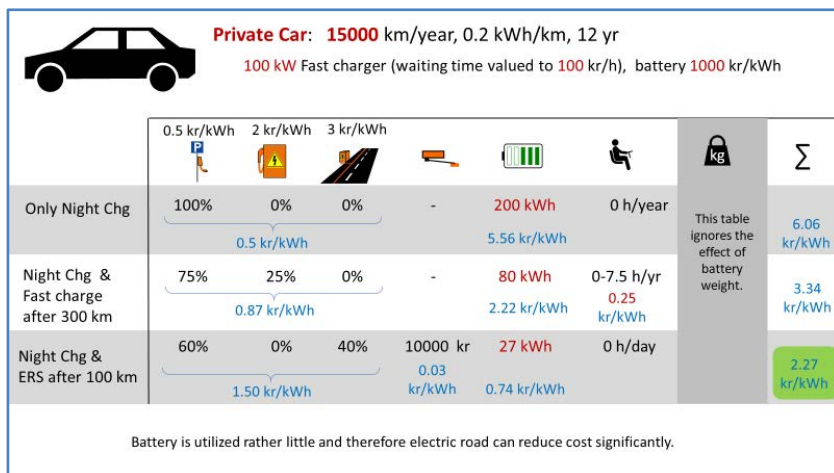 Private Car: 15000 km/year, 0.2 kWh/km, 12 yr
100 kW Fast charger (waiting time valued to 100 kr/h), battery 1000 kr/kWh
0.5 kr/kWh 2 kr/kWh 3 kr/kWh
P
kg
Σ
Only Night Chg 100% 0% 0% - 200 kWh 0 h/year
0.5 kr/kWh 5.56 kr/kWh
6.06
kr/kWh
This table
ignores the
effect of
battery
weight.
Night Chg &
Fast charge
after 300 km
75% 25% 0% - 80 kWh 0-7.5 h/yr
0.87 kr/kWh 2.22 kr/kWh 0.25
kr/kWh
3.34
kr/kWh
Night Chg &
ERS after 100 km
60% 0% 40% 10000 kr 27 kWh 0 h/day
1.50 kr/kWh 0.03
kr/kWh
0.74 kr/kWh
2.27
kr/kWh
Battery is utilized rather little and therefore electric road can reduce cost significantly.